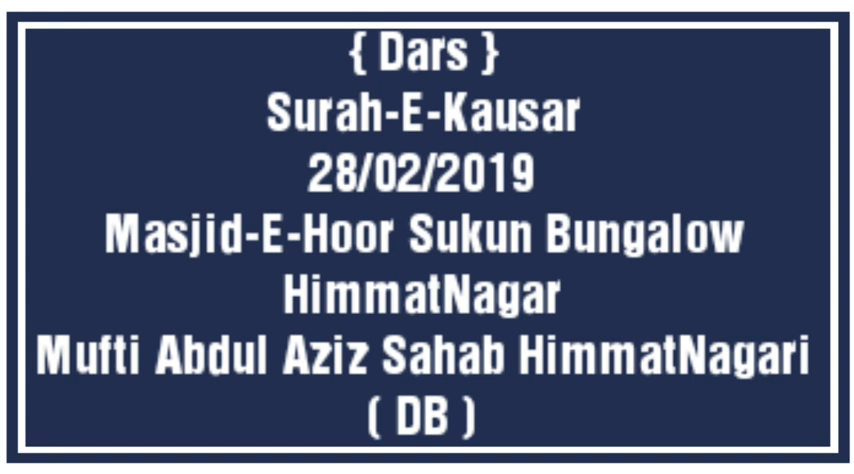 { Dars }
Surah-E-Kausar
28/02/2019
Masjid-E-Hoor Sukun Bungalow
HimmatNagar
Mufti Abdul Aziz Sahab HimmatNagari
( DB )